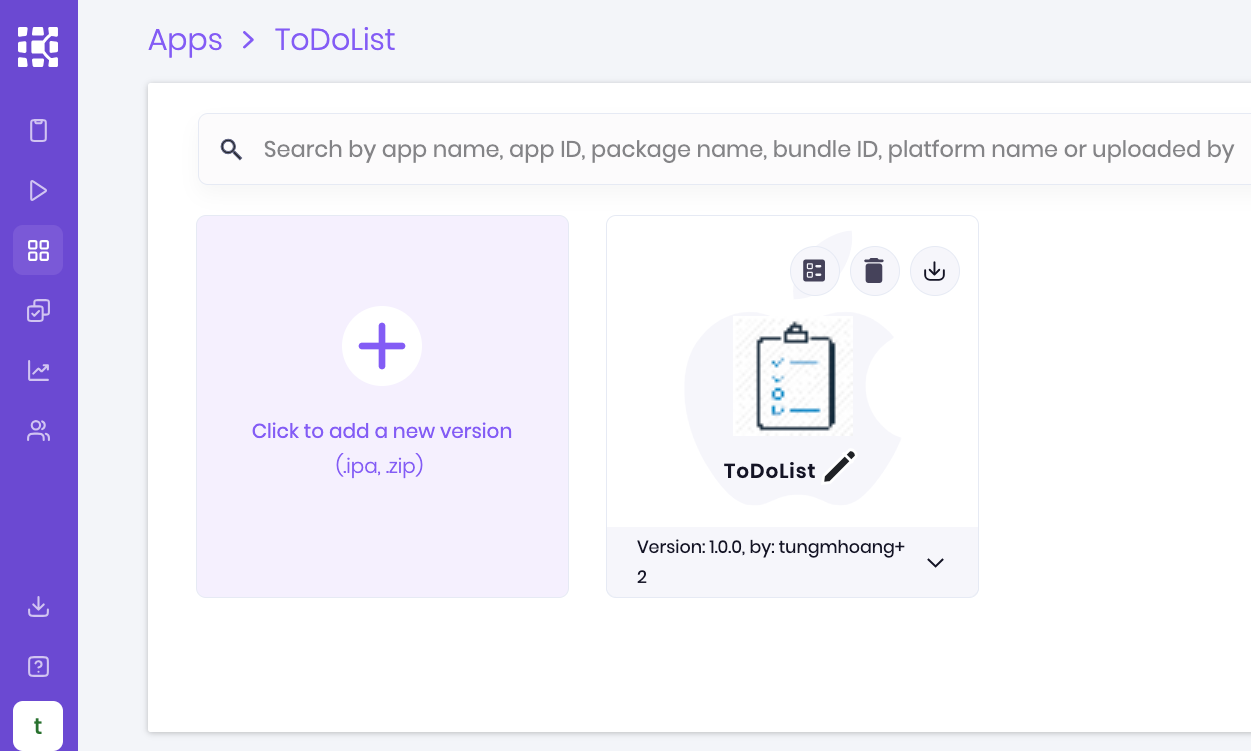 Apps > ToDoList
Search by app name, app ID, package name, bundle ID, platform name or uploaded by
Click to add a new version
(.ipa, .zip)
ToDoList
Version: 1.0.0, by: tungmhoang+
2
t